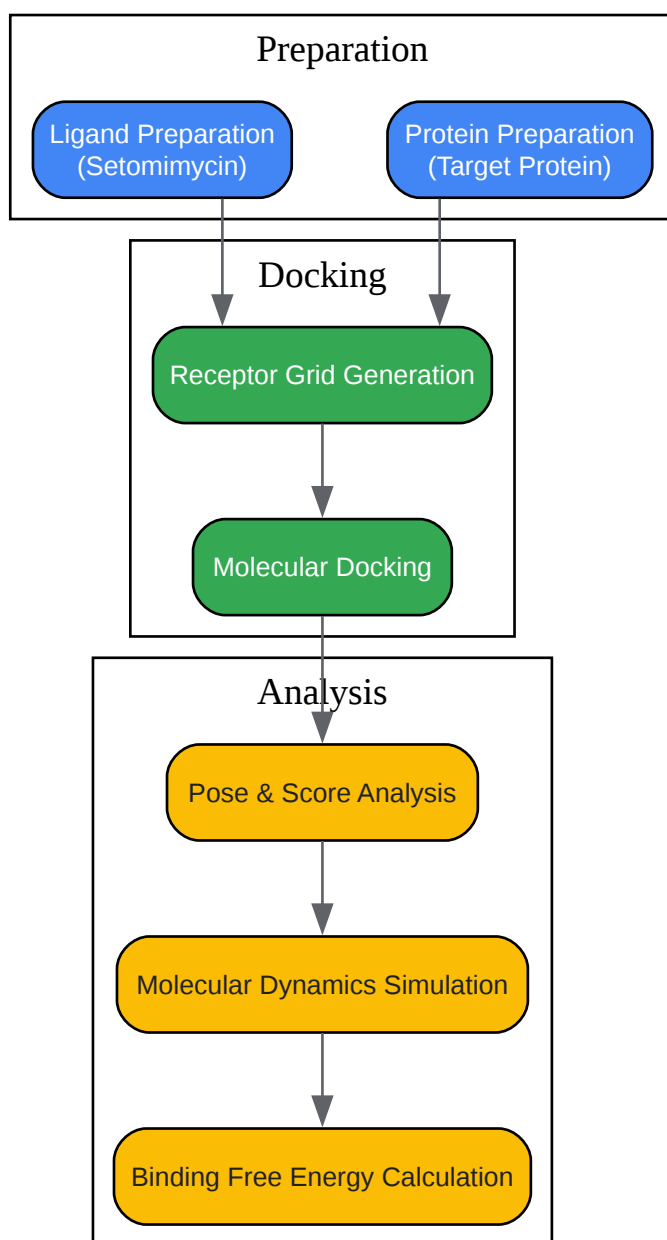 Preparation
Ligand Preparation
(Setomimycin)
Protein Preparation
(Target Protein)
Docking
Receptor Grid Generation
Molecular Docking
Analysis
Pose & Score Analysis
Molecular Dynamics Simulation
Binding Free Energy Calculation